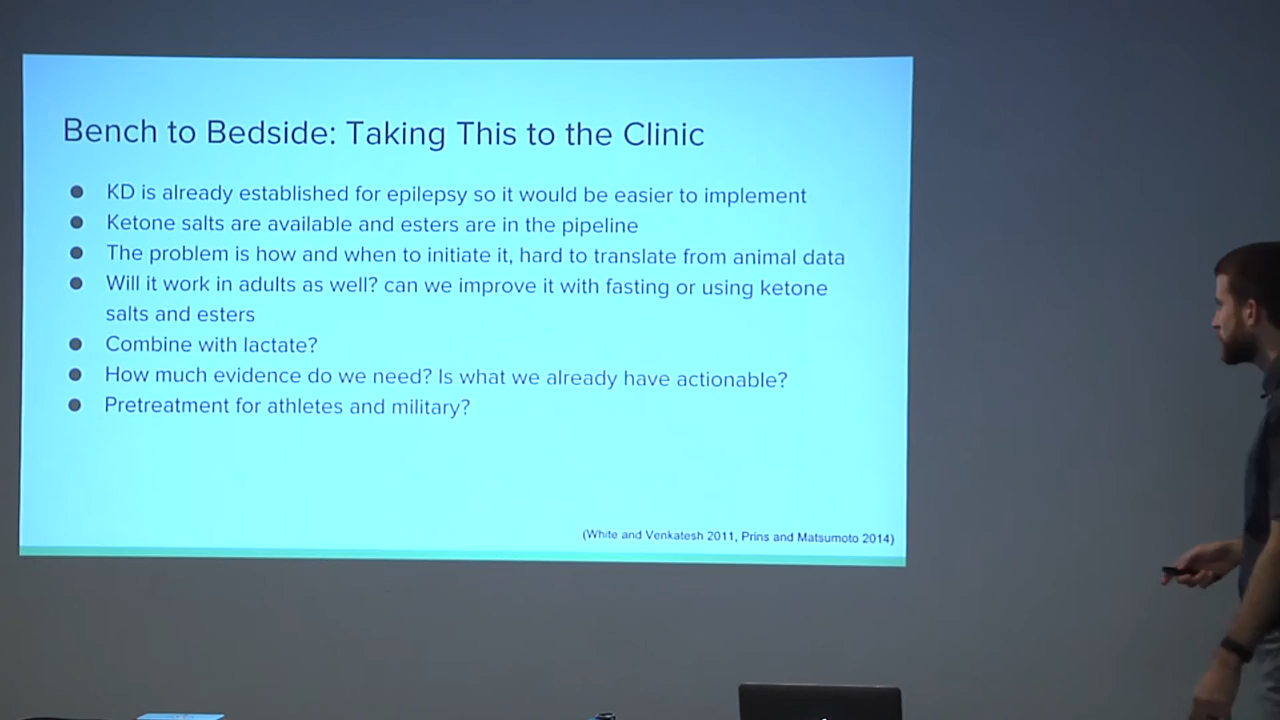 Bench to Bedside: Taking This to the Clinic
● KD is already established for epilepsy so it would be easier to implement
● Ketone salts are available and esters are in the pipeline
● The problem is how and when to initiate it, hard to translate from animal data
● Will it work in adults as well? can we improve it with fasting or using ketone
salts and esters
● Combine with lactate?
● How much evidence do we need? Is what we already have actionable?
● Pretreatment for athletes and military?
(White and Venkatesh 2011, Prins and Matsumoto 2014)